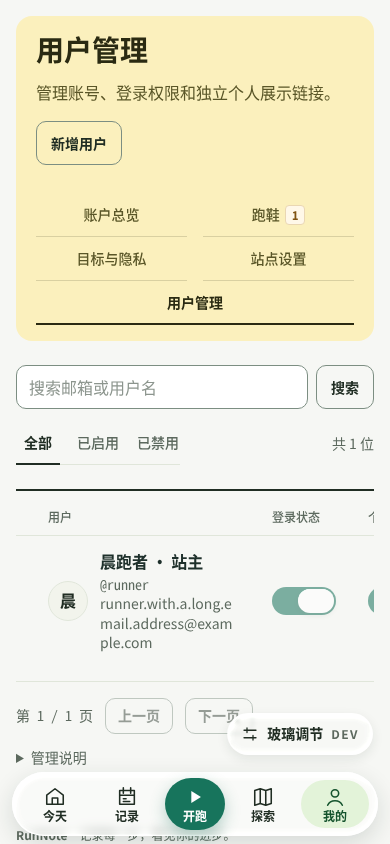 用户管理
管理账号、登录权限和独立个人展示链接。
新增用户
账户总览
跑鞋 1
目标与隐私
站点设置
用户管理
搜索邮箱或用户名
搜索
全部 已启用 已禁用 共 1 位
用户 登录状态
晨
晨跑者 · 站主
@runner
runner.with.a.long.e
mail.address@exam
ple.com
第 1 / 1 页 上一页 下一页
玻璃调节 DEV
管理说明
今天 记录 开跑 探索 我的
RunNote